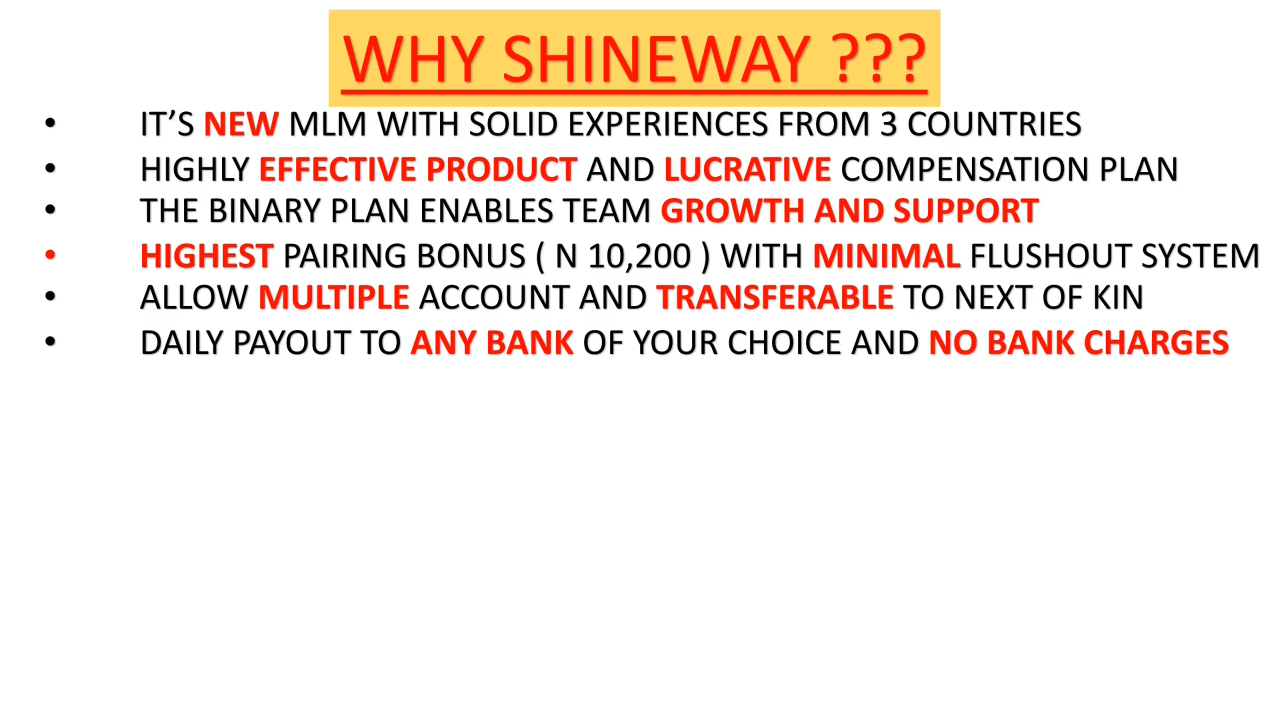 WHY SHINEWAY ???
• IT’S NEW MLM WITH SOLID EXPERIENCES FROM 3 COUNTRIES
• HIGHLY EFFECTIVE PRODUCT AND LUCRATIVE COMPENSATION PLAN
• THE BINARY PLAN ENABLES TEAM GROWTH AND SUPPORT
• HIGHEST PAIRING BONUS ( N 10,200 ) WITH MINIMAL FLUSHOUT SYSTEM
• ALLOW MULTIPLE ACCOUNT AND TRANSFERABLE TO NEXT OF KIN
• DAILY PAYOUT TO ANY BANK OF YOUR CHOICE AND NO BANK CHARGES